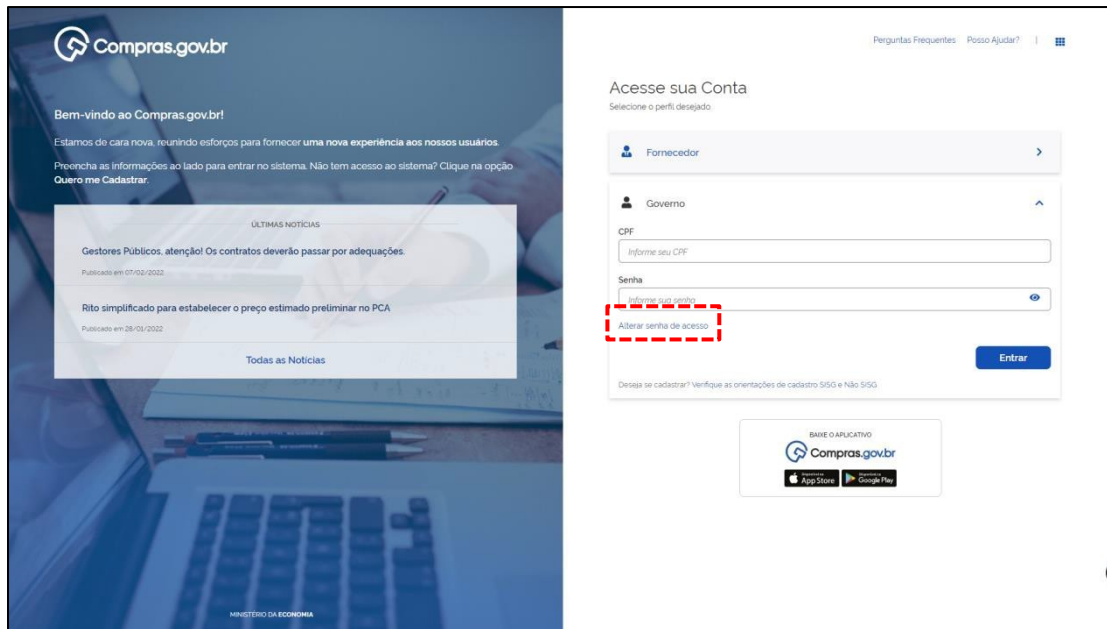 Compras.gov.br
Bem-vindo ao Compras.gov.br!
Estamos de cara nova, reunindo esforços para fornecer uma nova experiência aos nossos usuários.
Preencha as informações ao lado para entrar no sistema. Não tem acesso ao sistema? Clique na opção
Quero me Cadastrar.
ÚLTIMAS NOTÍCIAS
Gestores Públicos, atenção! Os contratos deverão passar por adequações.
Publicado em 07/02/2022
Rito simplificado para estabelecer o preço estimado preliminar no PCA
Publicado em 28/01/2022
Todas as Notícias
MINISTÉRIO DA ECONOMIA
Perguntas Frequentes Posso Ajudar? |
Acesse sua Conta
Selecione o perfil desejado
Fornecedor
Governo
CPF
Informe seu CPF
Senha
Informe sua senha
Alterar senha de acesso
Entrar
Deseja se cadastrar? Verifique as orientações de cadastro SISG e Não SISG
BAIXE O APLICATIVO
Compras.gov.br
App Store Google Play